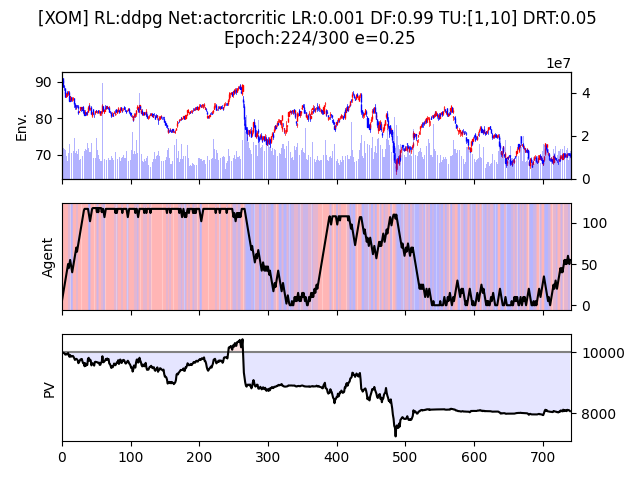 [XOM] RL:ddpg Net:actorcritic LR:0.001 DF:0.99 TU:[1,10] DRT:0.05
Epoch:224/300 e=0.25
1e7
90
80
70
Env.
4
2
0
Agent
100
50
0
PV
10000
8000
0 100 200 300 400 500 600 700